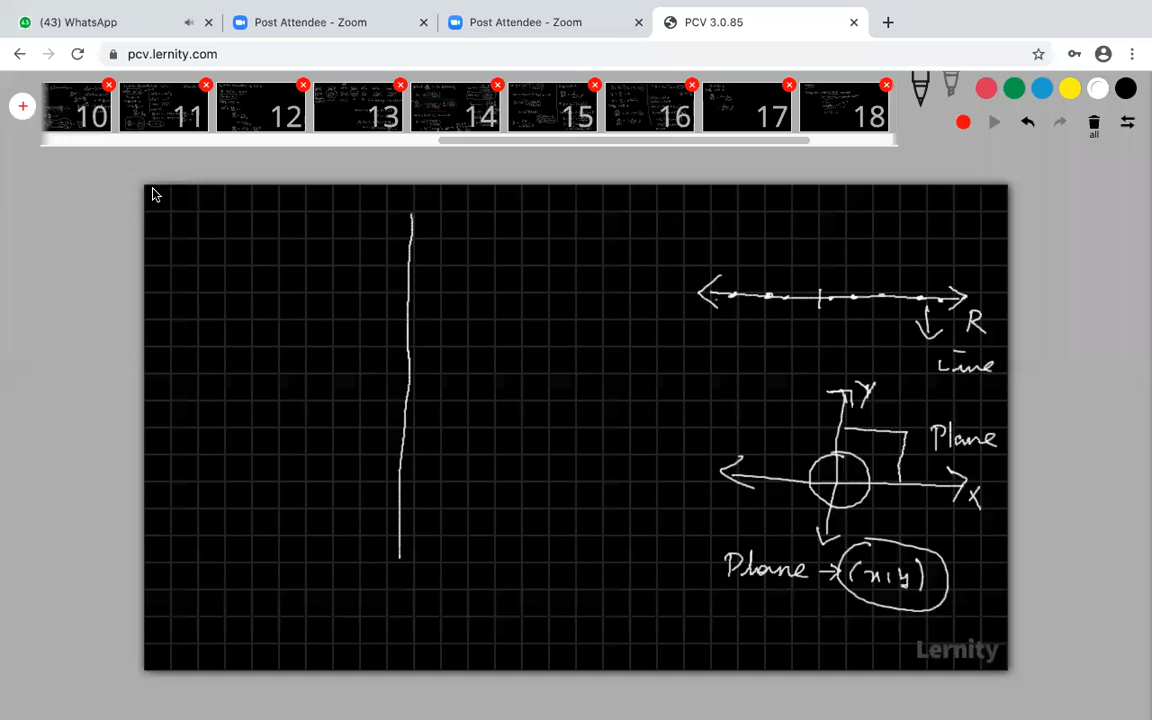 (43) WhatsApp
Post Attendee - Zoom
Post Attendee - Zoom
PCV 3.0.85
pcv.lernity.com
10
11
12
13
14
15
16
17
18
all
R
Line
Y
Plane
X
Plane → (x,y)
Lernity